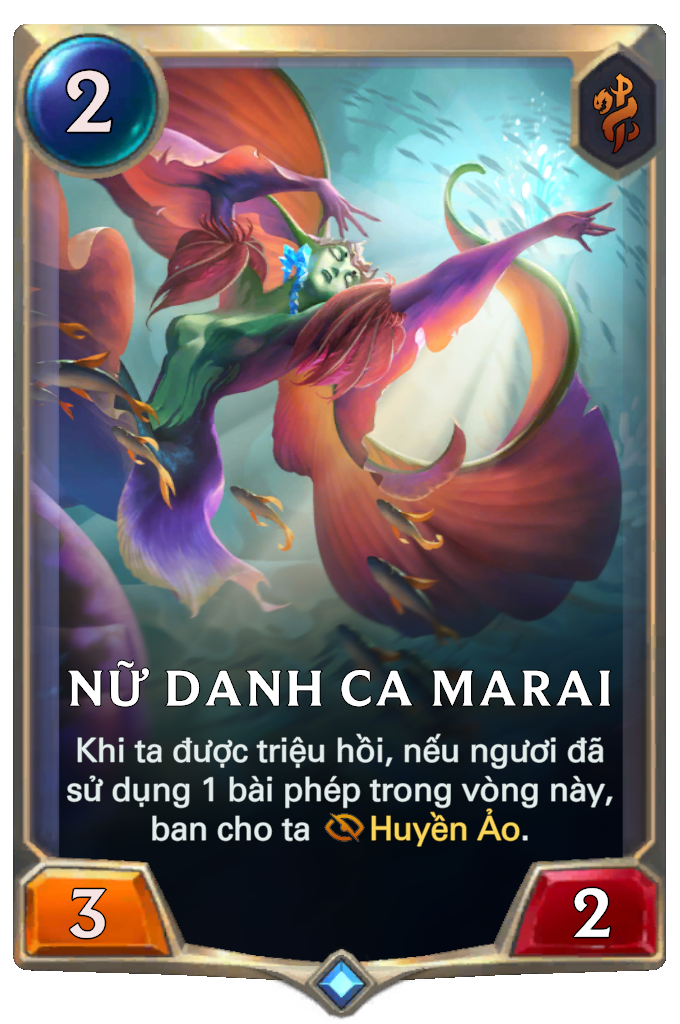 2
NỮ DANH CA MARAI
Khi ta được triệu hồi, nếu ngươi đã
sử dụng 1 bài phép trong vòng này,
ban cho ta Huyền Ảo.
3
2